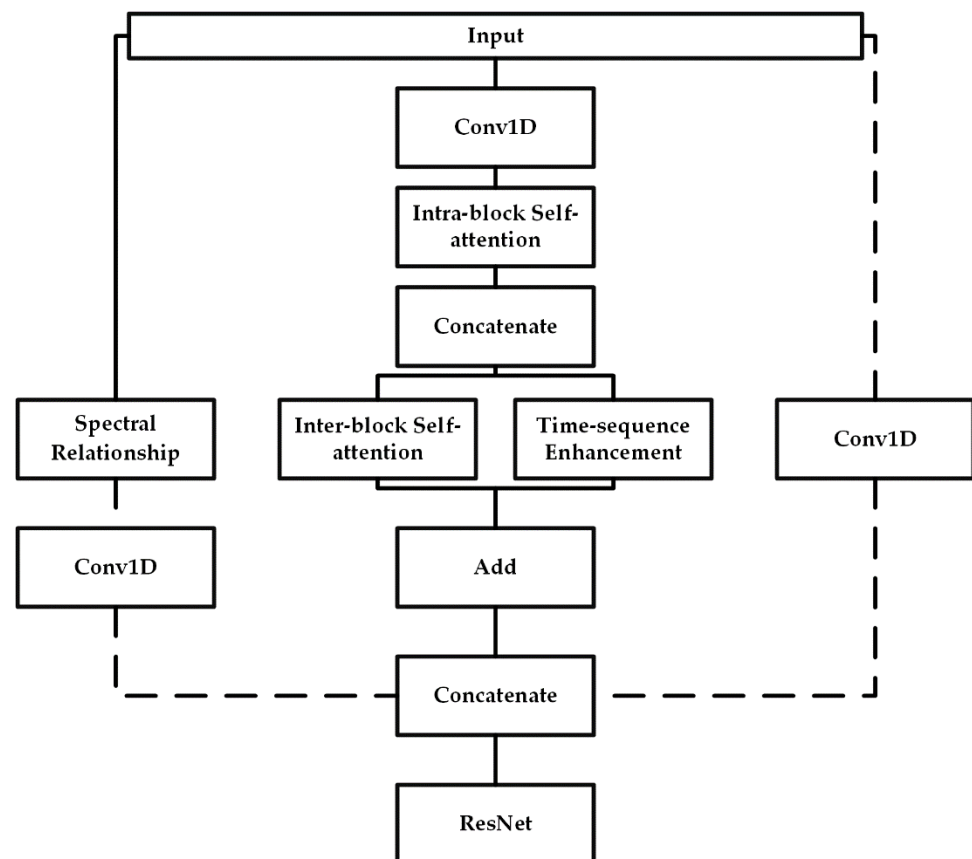 Input
Conv1D
Intra-block Self-
attention
Concatenate
Spectral
Relationship
Inter-block Self-
attention
Time-sequence
Enhancement
Conv1D
Conv1D
Add
Concatenate
ResNet